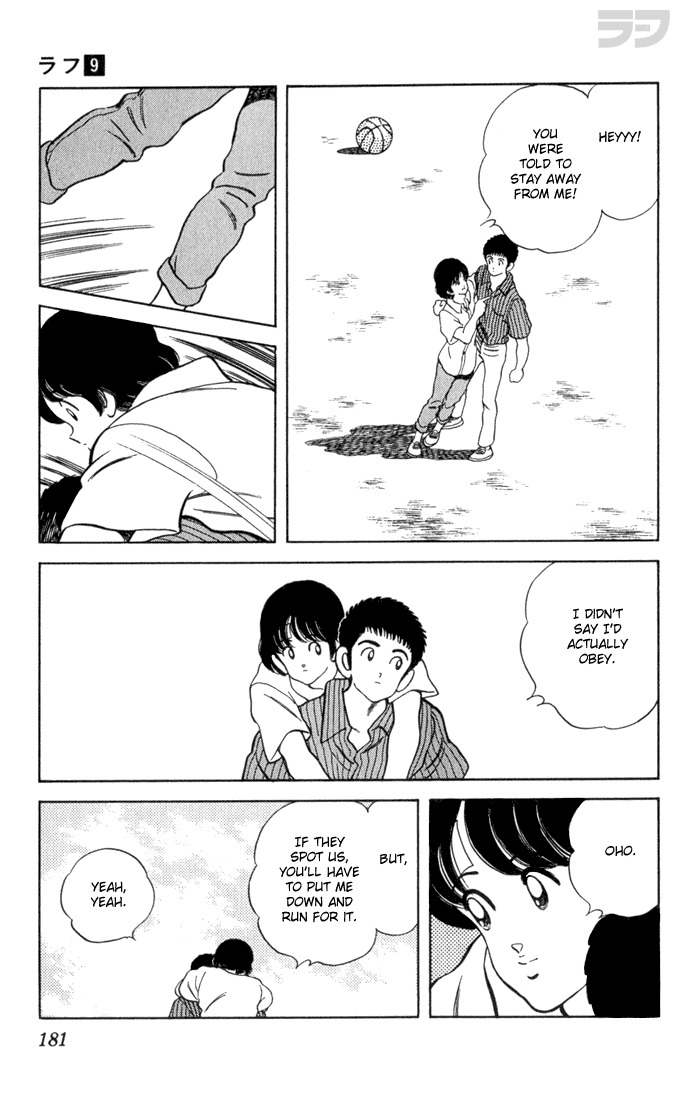 ラフ
ラフ 9
HEYYY!
YOU
WERE
TOLD TO
STAY AWAY
FROM ME!
I DIDN'T
SAY I'D
ACTUALLY
OBEY.
OHO.
BUT,
IF THEY
SPOT US,
YOU'LL HAVE
TO PUT ME
DOWN AND
RUN FOR IT.
YEAH,
YEAH.
181